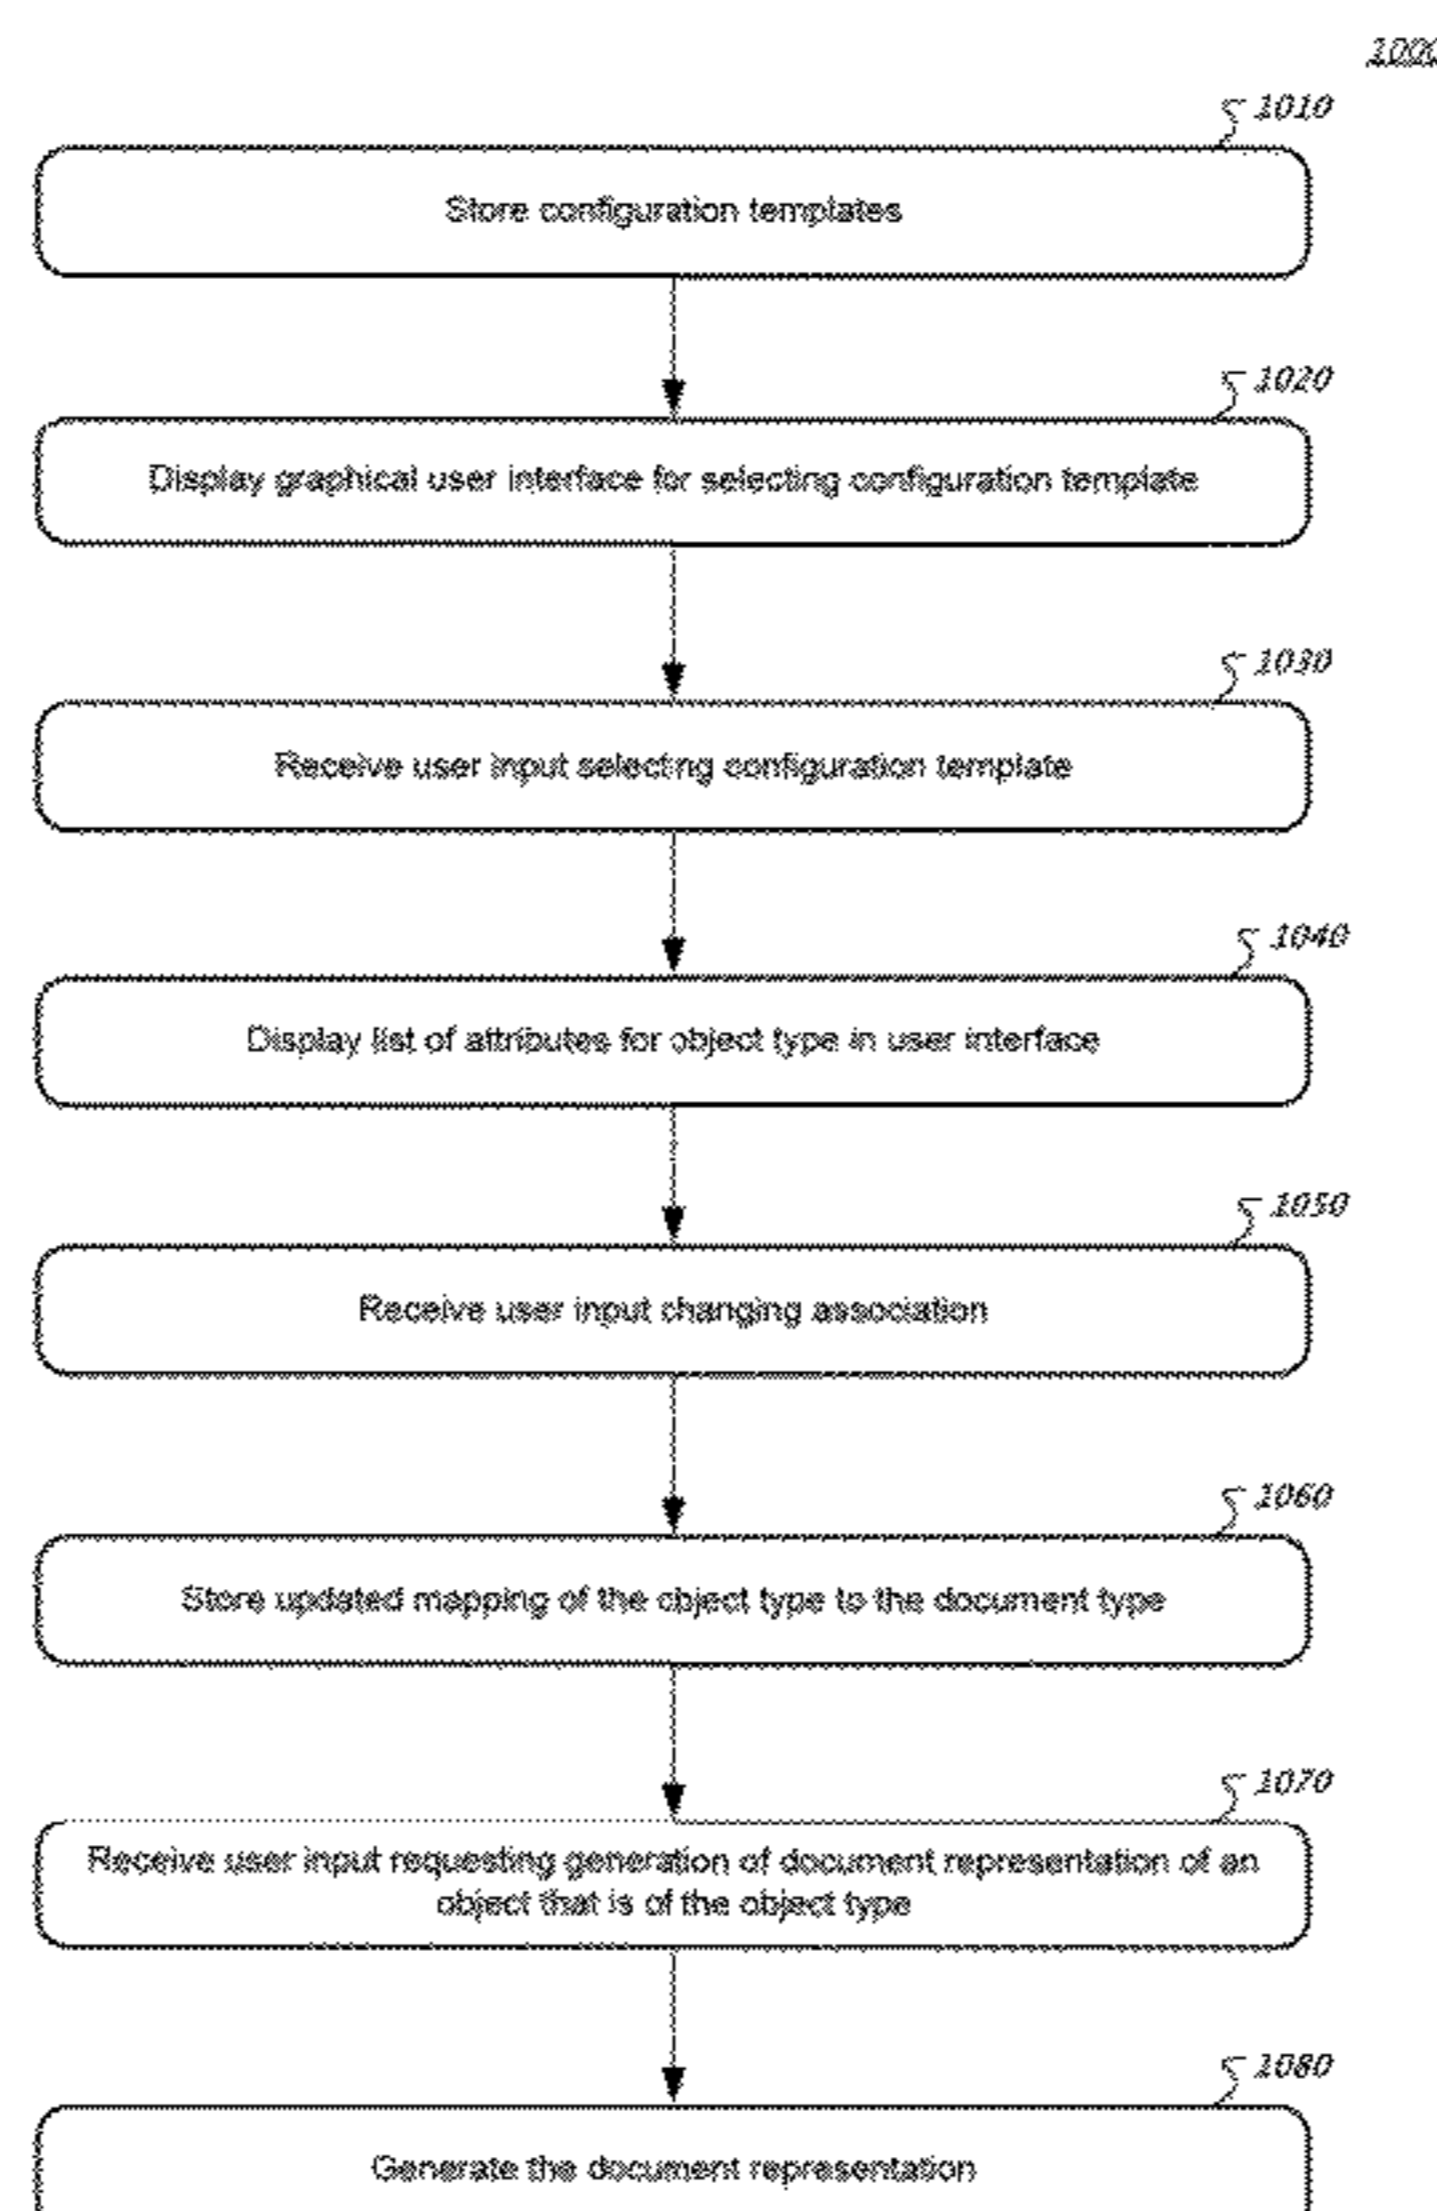 1000
1010
Store configuration templates
1020
Display graphical user interface for selecting configuration template
1030
Receive user input selecting configuration template
1040
Display list of attributes for object type in user interface
1050
Receive user input changing association
1060
Store updated mapping of the object type to the document type
1070
Receive user input requesting generation of document representation of an
object that is of the object type
1080
Generate the document representation